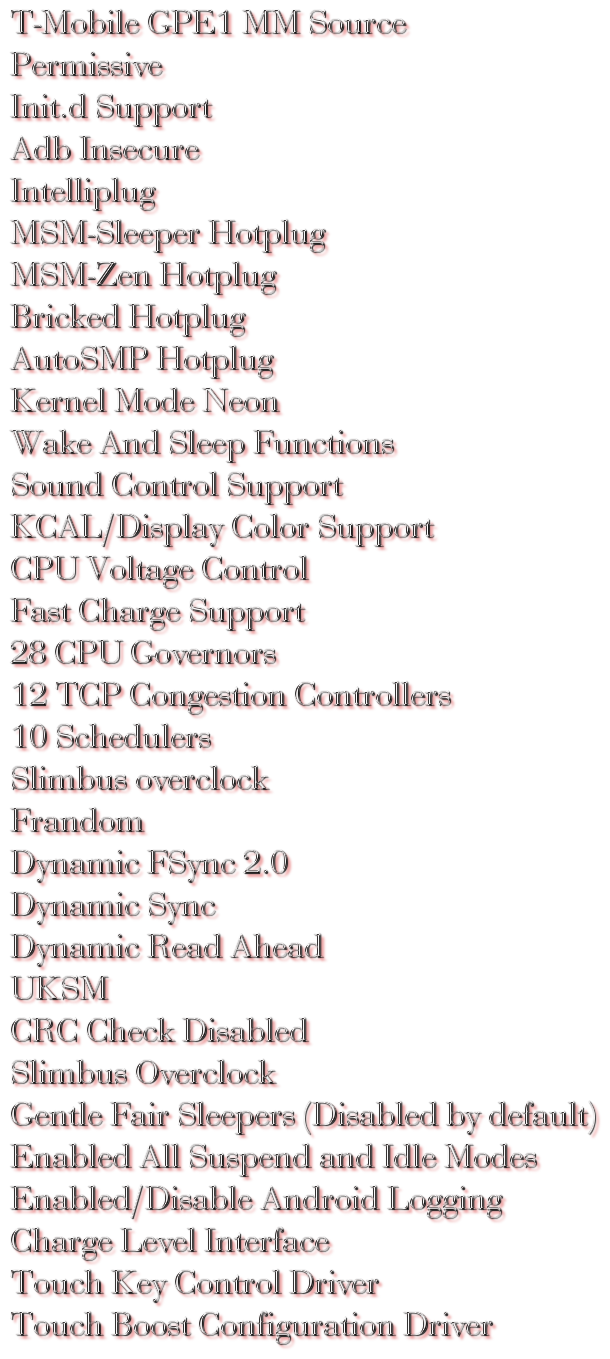 T-Mobile GPE1 MM Source
Permissive
Init.d Support
Adb Insecure
Intelliplug
MSM-Sleeper Hotplug
MSM-Zen Hotplug
Bricked Hotplug
AutoSMP Hotplug
Kernel Mode Neon
Wake And Sleep Functions
Sound Control Support
KCAL/Display Color Support
CPU Voltage Control
Fast Charge Support
28 CPU Governors
12 TCP Congestion Controllers
10 Schedulers
Slimbus overclock
Frandom
Dynamic FSync 2.0
Dynamic Sync
Dynamic Read Ahead
UKSM
CRC Check Disabled
Slimbus Overclock
Gentle Fair Sleepers (Disabled by default)
Enabled All Suspend and Idle Modes
Enabled/Disable Android Logging
Charge Level Interface
Touch Key Control Driver
Touch Boost Configuration Driver